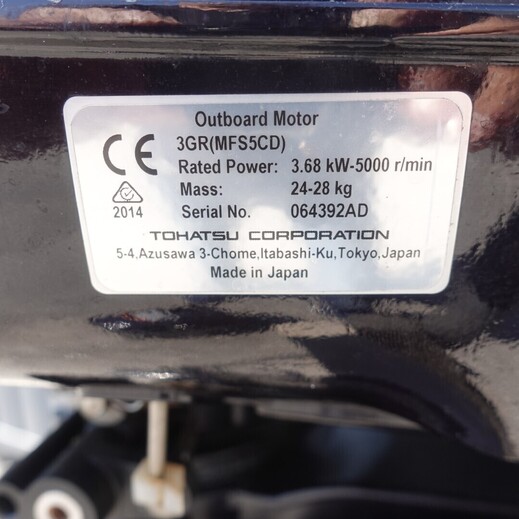 Outboard Motor
CE 3GR(MFS5CD)
Rated Power: 3.68 kW-5000 r/min
Mass: 24-28 kg
2014 Serial No. 064392AD
TOHATSU CORPORATION
5-4,Azusawa 3-Chome,Itabashi-Ku,Tokyo,Japan
Made in Japan